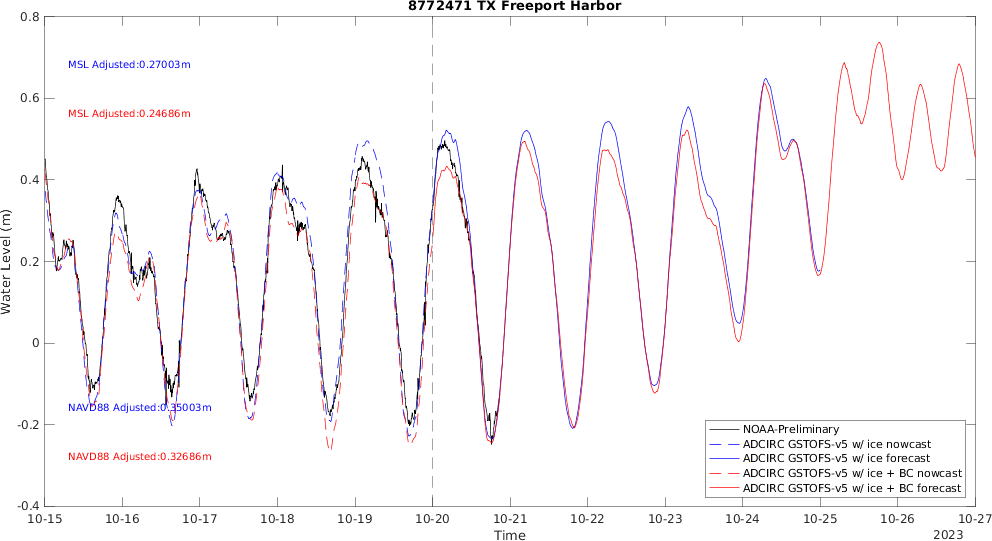 8772471 TX Freeport Harbor
0.8
0.6
0.4
0.2
0
-0.2
-0.4
Water Level (m)
MSL Adjusted:0.27003m
MSL Adjusted:0.24686m
NAVD88 Adjusted:0.35003m
NAVD88 Adjusted:0.32686m
NOAA-Preliminary
ADCIRC GSTOFS-v5 w/ ice nowcast
ADCIRC GSTOFS-v5 w/ ice forecast
ADCIRC GSTOFS-v5 w/ ice + BC nowcast
ADCIRC GSTOFS-v5 w/ ice + BC forecast
10-15 10-16 10-17 10-18 10-19 10-20 10-21 10-22 10-23 10-24 10-25 10-26 10-27
Time
2023